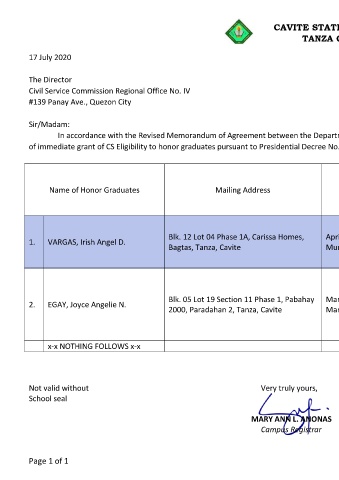 CAVITE STATE
TANZA C
17 July 2020
The Director
Civil Service Commission Regional Office No. IV
#139 Panay Ave., Quezon City
Sir/Madam:
In accordance with the Revised Memorandum of Agreement between the Departm
of immediate grant of CS Eligibility to honor graduates pursuant to Presidential Decree No.
Name of Honor Graduates Mailing Address
1. VARGAS, Irish Angel D. Blk. 12 Lot 04 Phase 1A, Carissa Homes, Apri
Bagtas, Tanza, Cavite Mun
2. EGAY, Joyce Angelie N. Blk. 05 Lot 19 Section 11 Phase 1, Pabahay Mar
2000, Paradahan 2, Tanza, Cavite Man
x-x NOTHING FOLLOWS x-x
Not valid without Very truly yours,
School seal
MARY ANN L. ANONAS
Campus Registrar
Page 1 of 1